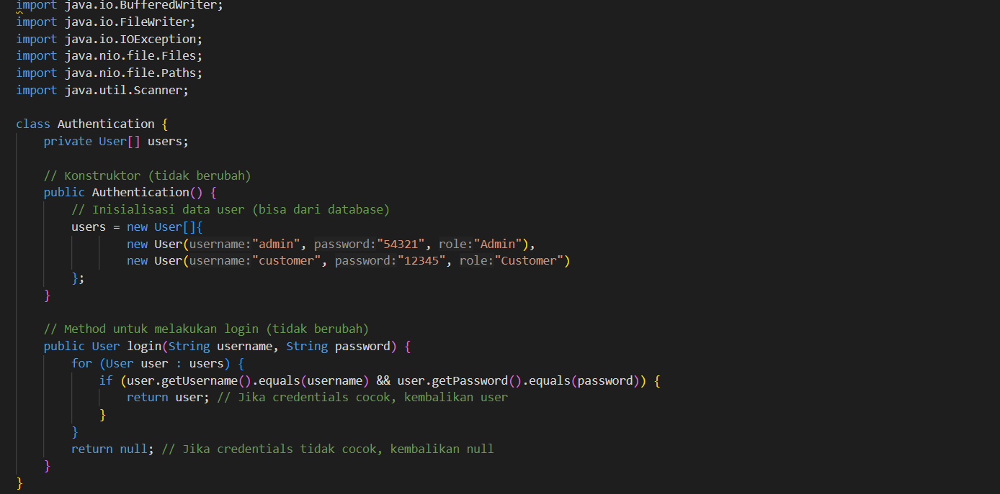 import java.io.BufferedWriter;
import java.io.FileWriter;
import java.io.IOException;
import java.nio.file.Files;
import java.nio.file.Paths;
import java.util.Scanner;

class Authentication {
    private User[] users;

    // Konstruktor (tidak berubah)
    public Authentication() {
        // Inisialisasi data user (bisa dari database)
        users = new User[]{
                new User(username:"admin", password:"54321", role:"Admin"),
                new User(username:"customer", password:"12345", role:"Customer")
        };
    }

    // Method untuk melakukan login (tidak berubah)
    public User login(String username, String password) {
        for (User user : users) {
            if (user.getUsername().equals(username) && user.getPassword().equals(password)) {
                return user; // Jika credentials cocok, kembalikan user
            }
        }
        return null; // Jika credentials tidak cocok, kembalikan null
    }
}